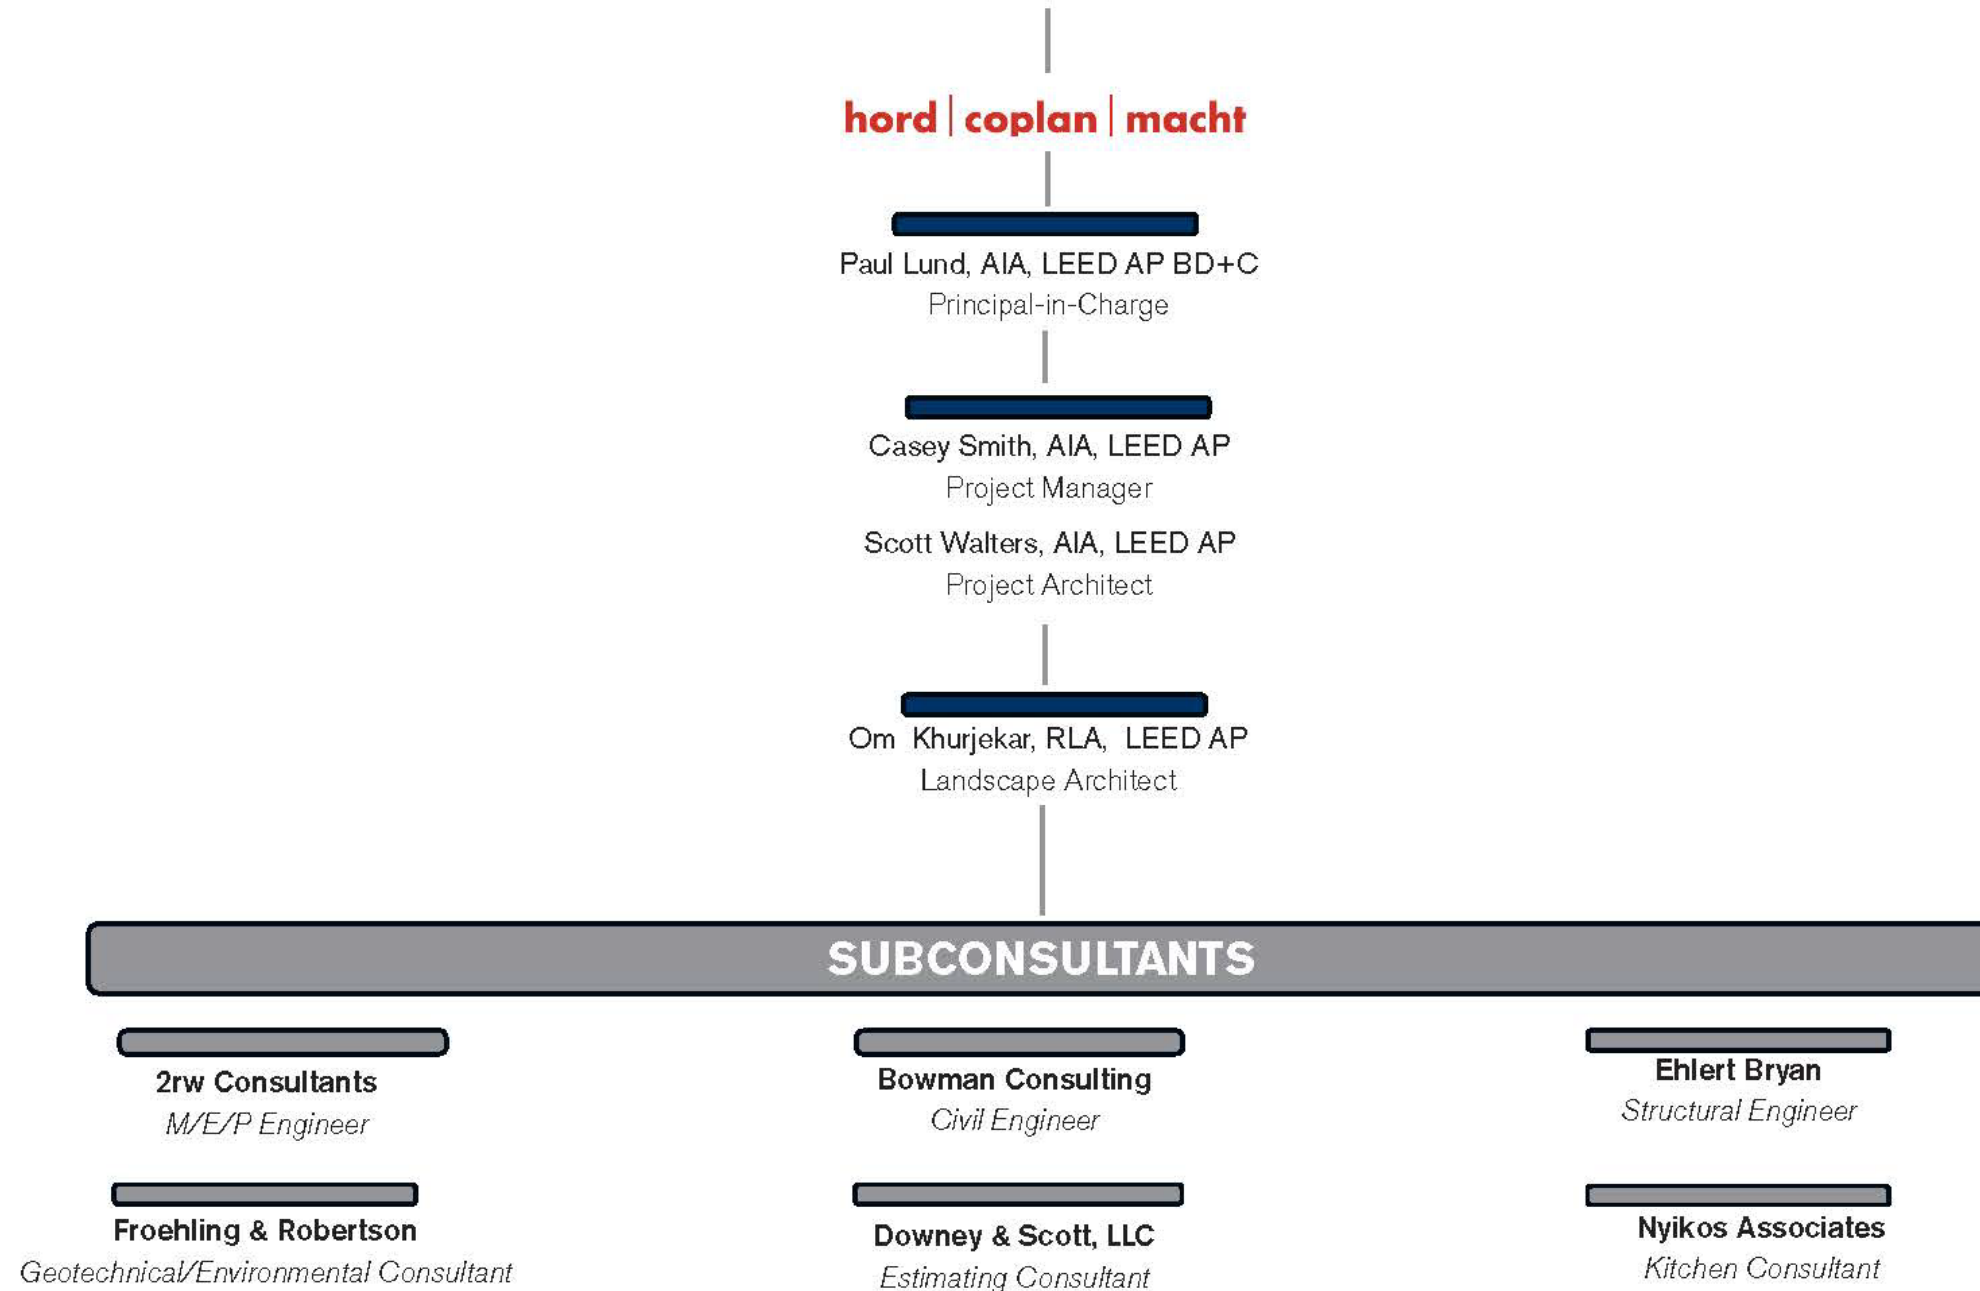 hord | coplan | macht
Paul Lund, AIA, LEED AP BD+C
Principal-in-Charge
Casey Smith, AIA, LEED AP
Project Manager
Scott Walters, AIA, LEED AP
Project Architect
Om Khurjekar, RLA, LEED AP
Landscape Architect
SUBCONSULTANTS
2rw Consultants
M/E/P Engineer
Bowman Consulting
Civil Engineer
Ehlert Bryan
Structural Engineer
Froehling & Robertson
Geotechnical/Environmental Consultant
Downey & Scott, LLC
Estimating Consultant
Nyikos Associates
Kitchen Consultant